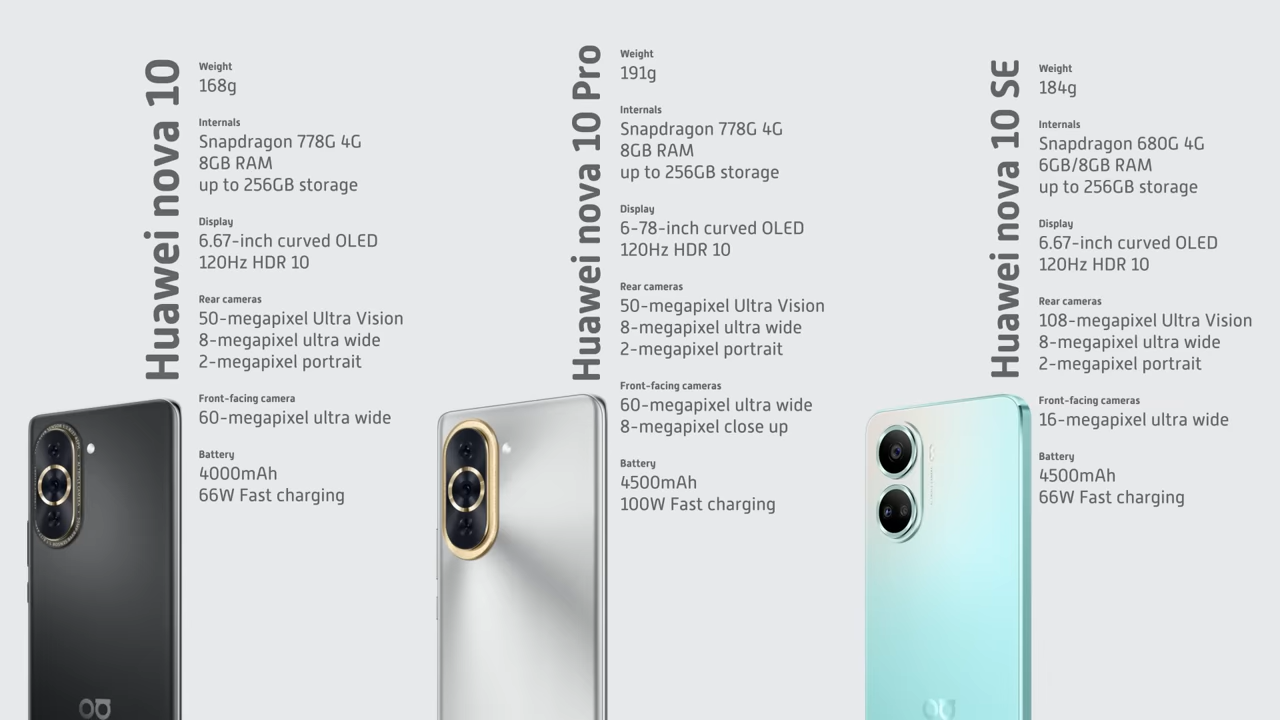 Huawei nova 10
Weight
168g
Internals
Snapdragon 778G 4G
8GB RAM
up to 256GB storage
Display
6.67-inch curved OLED
120Hz HDR 10
Rear cameras
50-megapixel Ultra Vision
8-megapixel ultra wide
2-megapixel portrait
Front-facing camera
60-megapixel ultra wide
Battery
4000mAh
66W Fast charging
Huawei nova 10 Pro
Weight
191g
Internals
Snapdragon 778G 4G
8GB RAM
up to 256GB storage
Display
6-78-inch curved OLED
120Hz HDR 10
Rear cameras
50-megapixel Ultra Vision
8-megapixel ultra wide
2-megapixel portrait
Front-facing cameras
60-megapixel ultra wide
8-megapixel close up
Battery
4500mAh
100W Fast charging
Huawei nova 10 SE
Weight
184g
Internals
Snapdragon 680G 4G
6GB/8GB RAM
up to 256GB storage
Display
6.67-inch curved OLED
120Hz HDR 10
Rear cameras
108-megapixel Ultra Vision
8-megapixel ultra wide
2-megapixel portrait
Front-facing cameras
16-megapixel ultra wide
Battery
4500mAh
66W Fast charging